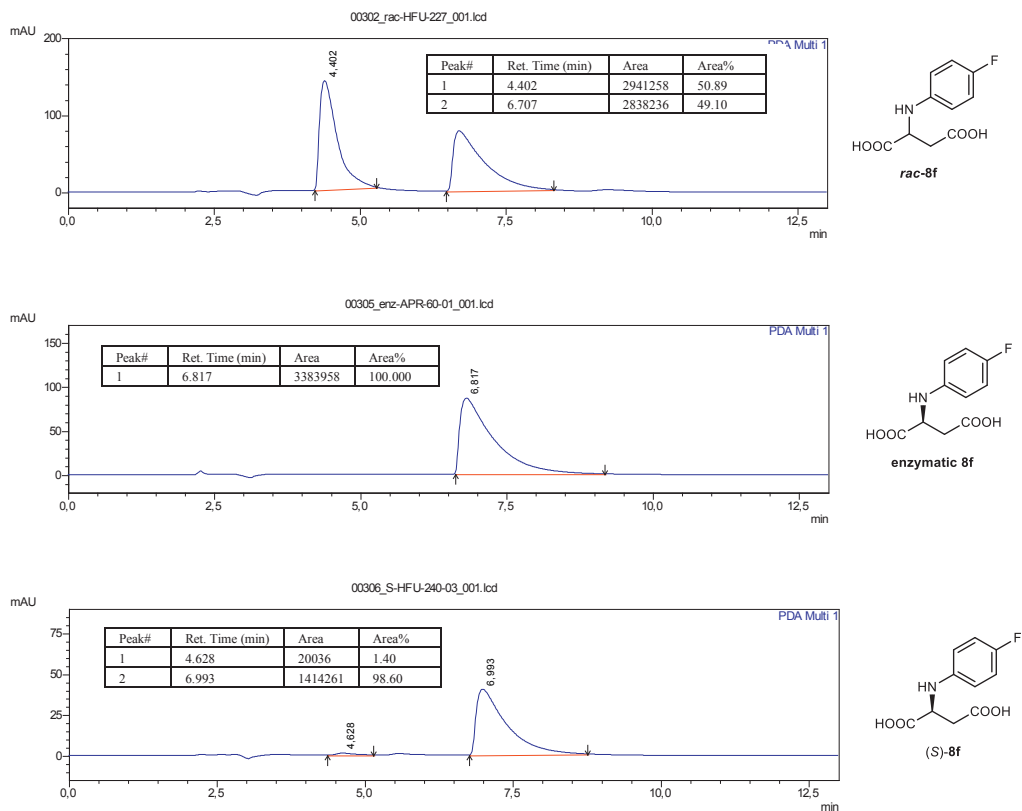 00302_rac-HFU-227_001.lcd
mAU
PDA Multi 1
200
100
0
4,402
6,707
Peak# Ret. Time (min) Area Area%
1 4.402 2941258 50.89
2 6.707 2838236 49.10
0,0 2,5 5,0 7,5 10,0 12,5
min
F
HN
HOOC COOH
rac-8f
00305_enz-APR-60-01_001.lcd
mAU
PDA Multi 1
150
100
50
0
Peak# Ret. Time (min) Area Area%
1 6.817 3383958 100.000
6,817
0,0 2,5 5,0 7,5 10,0 12,5
min
F
HN
HOOC COOH
enzymatic 8f
00306_S-HFU-240-03_001.lcd
mAU
PDA Multi 1
75
50
25
0
Peak# Ret. Time (min) Area Area%
1 4.628 20036 1.40
2 6.993 1414261 98.60
4,628
6,993
0,0 2,5 5,0 7,5 10,0 12,5
min
F
HN
HOOC COOH
(S)-8f